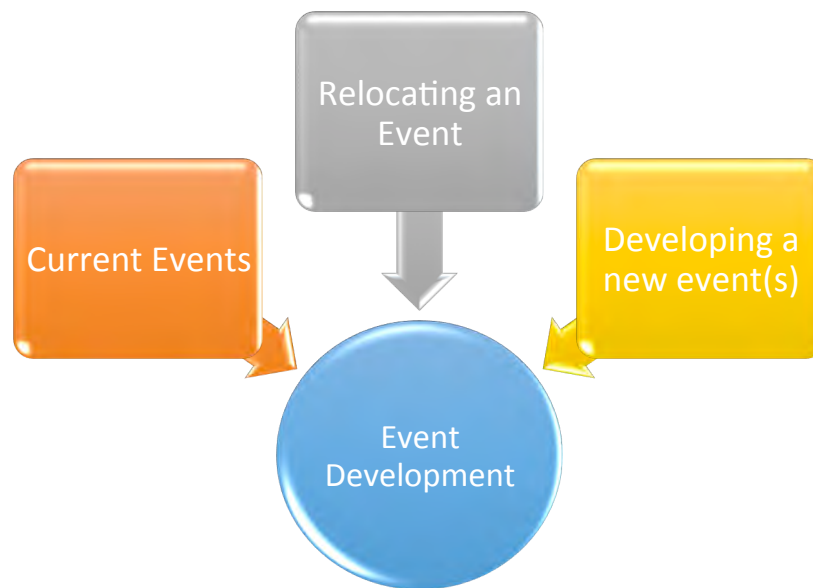 Relocating an
Event
Current Events
Developing a
new event(s)
Event
Development